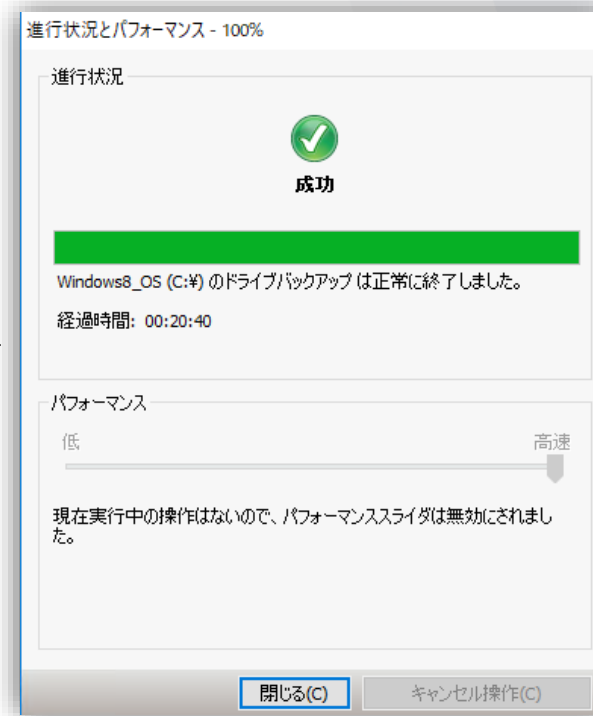 進行状況とパフォーマンス - 100%
進行状況
成功
Windows8_OS (C:¥) のドライブバックアップ は正常に終了しました。
経過時間: 00:20:40
パフォーマンス
低 高速
現在実行中の操作はないので、パフォーマンススライダは無効にされまし
た。
閉じる(C) キャンセル操作(C)